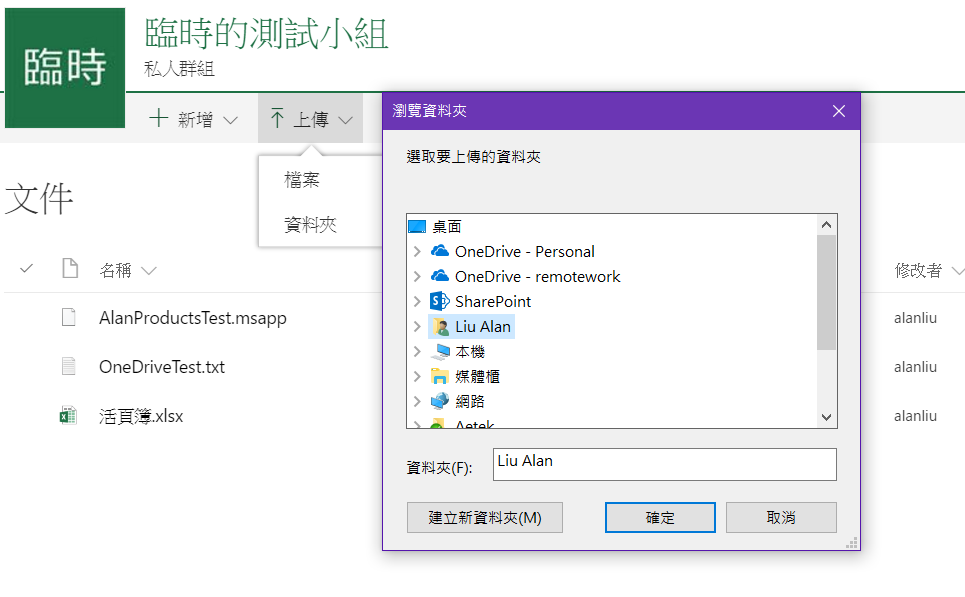 臨時
臨時的測試小組
私人群組
新增
上傳
檔案
資料夾
文件
名稱
修改者
AlanProductsTest.msapp
alanliu
OneDriveTest.txt
alanliu
活頁簿.xlsx
alanliu
瀏覽資料夾
選取要上傳的資料夾
桌面
OneDrive - Personal
OneDrive - remotework
SharePoint
Liu Alan
本機
媒體櫃
網路
Aetek
資料夾(F):
Liu Alan
建立新資料夾(M)
確定
取消